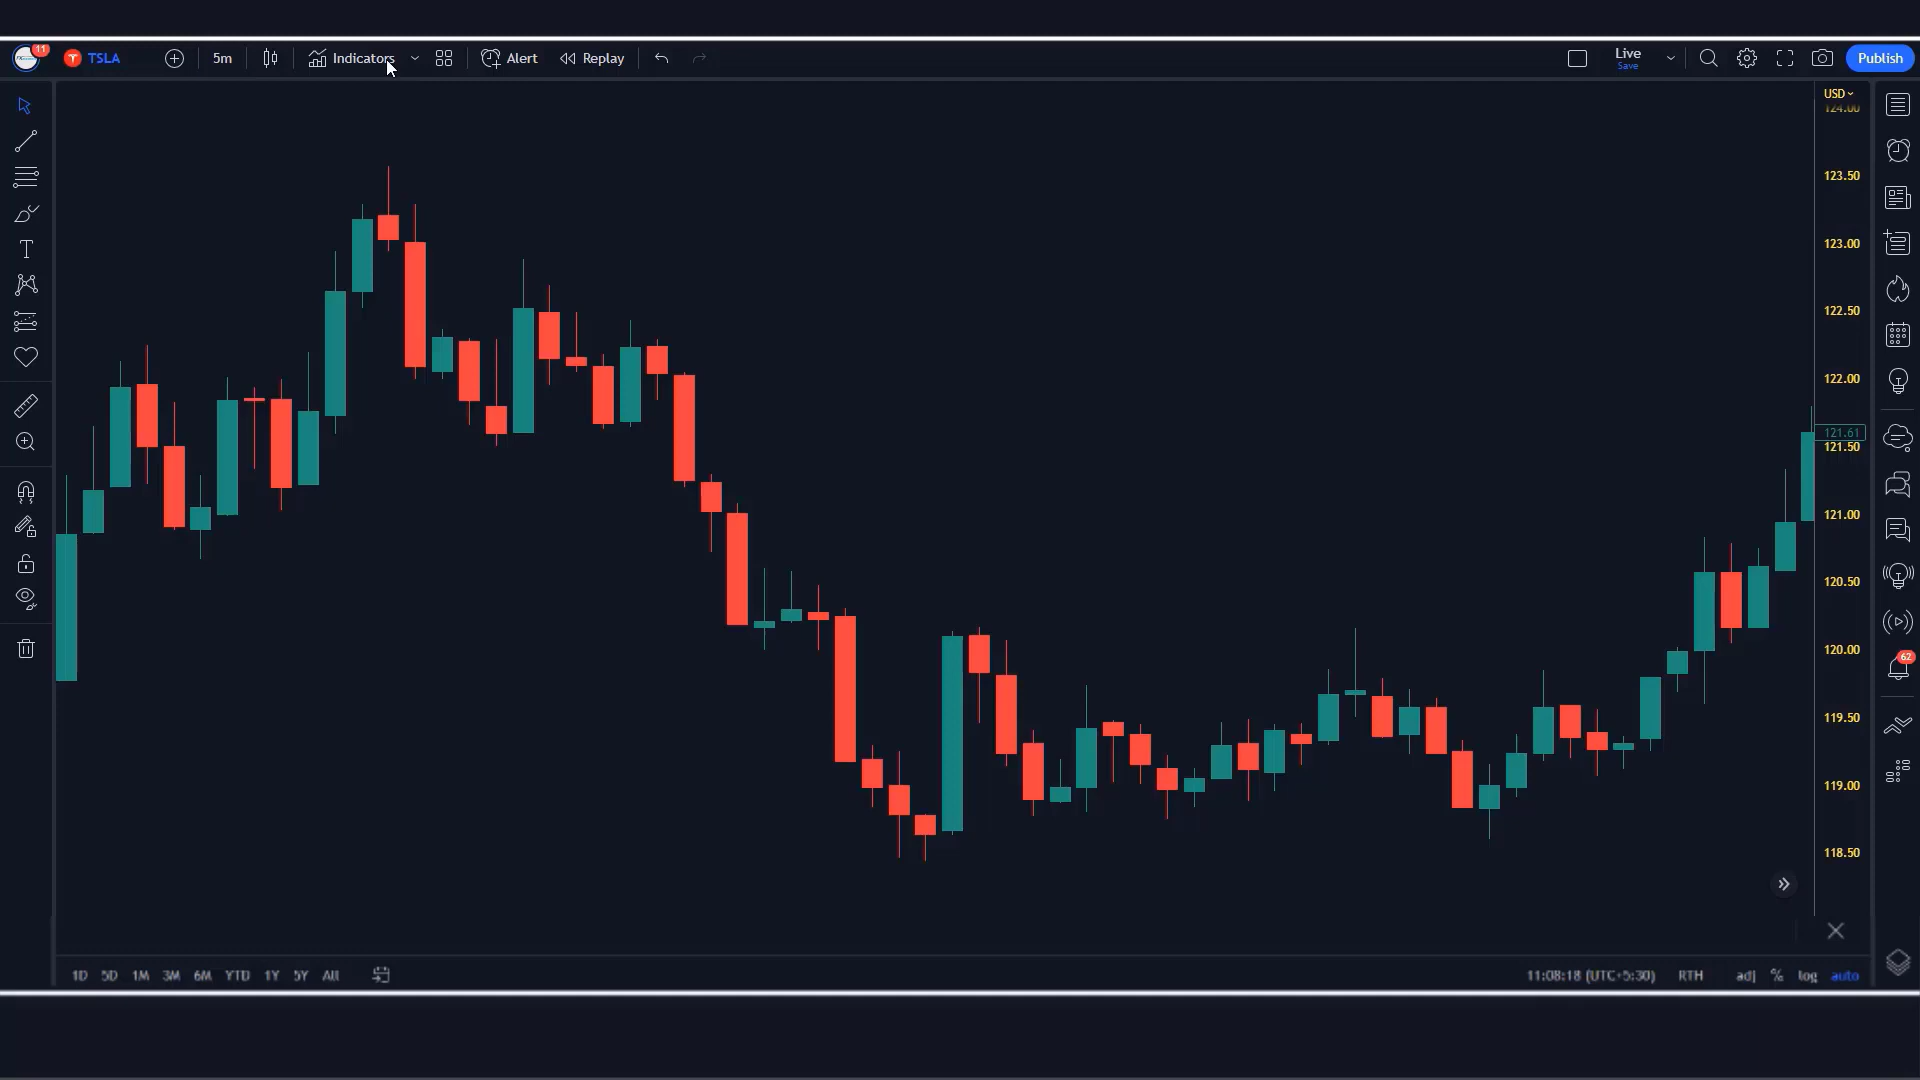 11
TSLA
5m
Indicators
Alert
Replay
Live
Save
Publish
USD
124.00
123.50
123.00
122.50
122.00
121.61
121.50
121.00
120.50
120.00
119.50
119.00
118.50
62
1D 5D 1M 3M 6M YTD 1Y 5Y All
11:08:18 (UTC+5:30) RTH adj % log auto